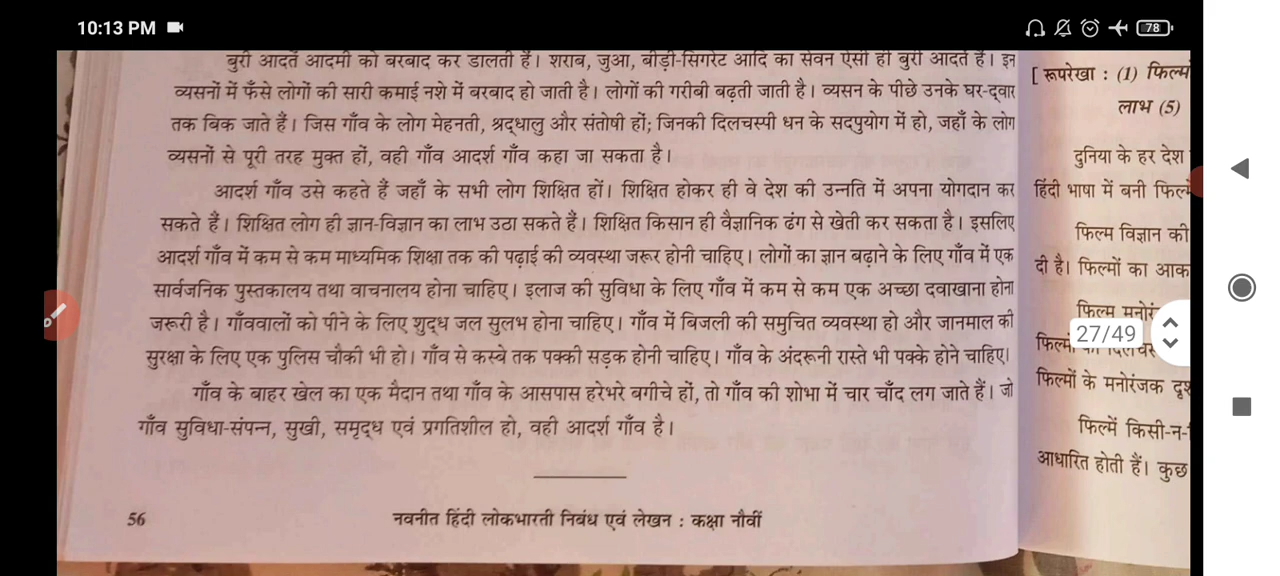 10:13 PM
78
बुरी आदतें आदमी को बरबाद कर डालती हैं। शराब, जुआ, बीड़ी-सिगरेट आदि का सेवन ऐसी ही बुरी आदतें हैं। इन
व्यसनों में फँसे लोगों की सारी कमाई नशे में बरबाद हो जाती है। लोगों की गरीबी बढ़ती जाती है। व्यसन के पीछे उनके घर-द्वार
तक बिक जाते हैं। जिस गाँव के लोग मेहनती, श्रद्धालु और संतोषी हों; जिनकी दिलचस्पी धन के सदपुयोग में हो, जहाँ के लोग
व्यसनों से पूरी तरह मुक्त हों, वही गाँव आदर्श गाँव कहा जा सकता है।
आदर्श गाँव उसे कहते हैं जहाँ के सभी लोग शिक्षित हों। शिक्षित होकर ही वे देश की उन्नति में अपना योगदान कर
सकते हैं। शिक्षित लोग ही ज्ञान-विज्ञान का लाभ उठा सकते हैं। शिक्षित किसान ही वैज्ञानिक ढंग से खेती कर सकता है। इसलिए
आदर्श गाँव में कम से कम माध्यमिक शिक्षा तक की पढ़ाई की व्यवस्था जरूर होनी चाहिए। लोगों का ज्ञान बढ़ाने के लिए गाँव में एक
सार्वजनिक पुस्तकालय तथा वाचनालय होना चाहिए। इलाज की सुविधा के लिए गाँव में कम से कम एक अच्छा दवाखाना होना
जरूरी है। गाँववालों को पीने के लिए शुद्ध जल सुलभ होना चाहिए। गाँव में बिजली की समुचित व्यवस्था हो और जानमाल की
सुरक्षा के लिए एक पुलिस चौकी भी हो। गाँव से कस्बे तक पक्की सड़क होनी चाहिए। गाँव के अंदरूनी रास्ते भी पक्के होने चाहिए।
गाँव के बाहर खेल का एक मैदान तथा गाँव के आसपास हरेभरे बगीचे हों, तो गाँव की शोभा में चार चाँद लग जाते हैं। जो
गाँव सुविधा-संपन्न, सुखी, समृद्ध एवं प्रगतिशील हो, वही आदर्श गाँव है।
56
नवनीत हिंदी लोकभारती निबंध एवं लेखन : कक्षा नौवीं
[ रूपरेखा : (1) फिल्मों
लाभ (5)
दुनिया के हर देश
हिंदी भाषा में बनी फिल्में
फिल्म विज्ञान की
दी है। फिल्मों का आक
फिल्म मनोरं
27/49
फिल्मों के मनोरंजक दृश्
फिल्में किसी-न-
आधारित होती हैं। कुछ